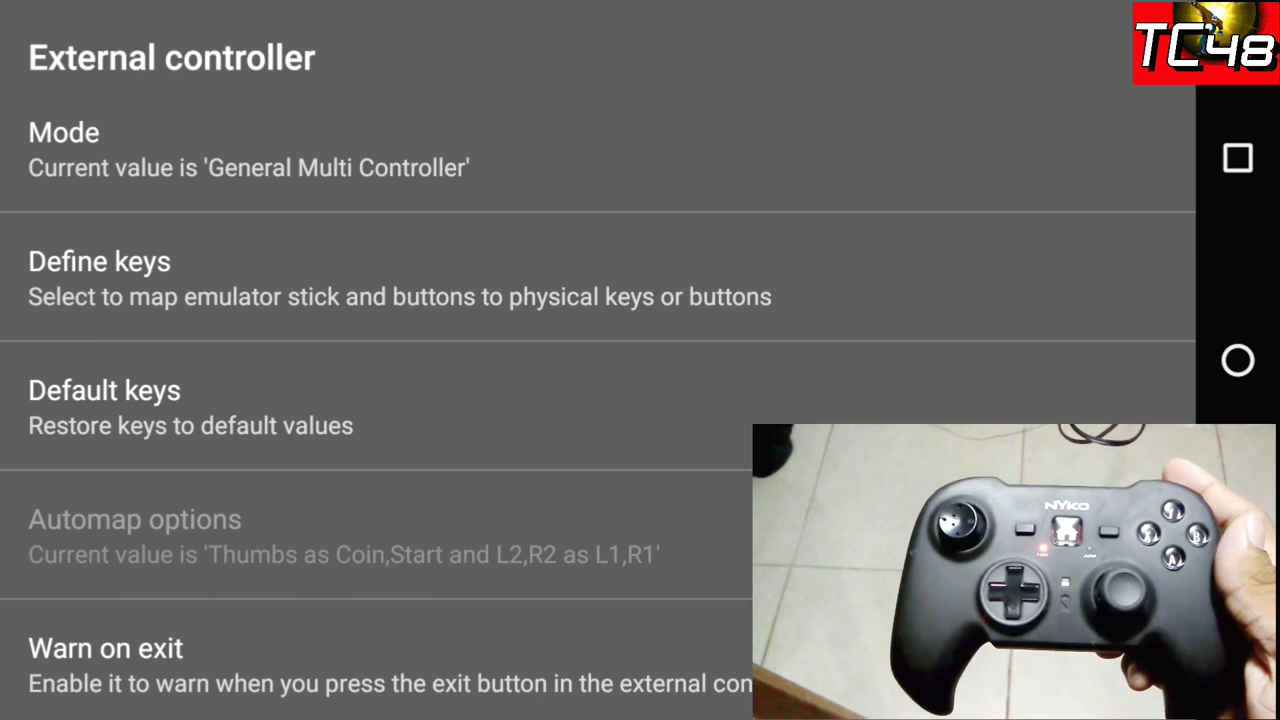 External controller
TC'48
Mode
Current value is 'General Multi Controller'
Define keys
Select to map emulator stick and buttons to physical keys or buttons
Default keys
Restore keys to default values
Automap options
Current value is 'Thumbs as Coin,Start and L2,R2 as L1,R1'
Warn on exit
Enable it to warn when you press the exit button in the external con
NYKO
Y
X
B
A